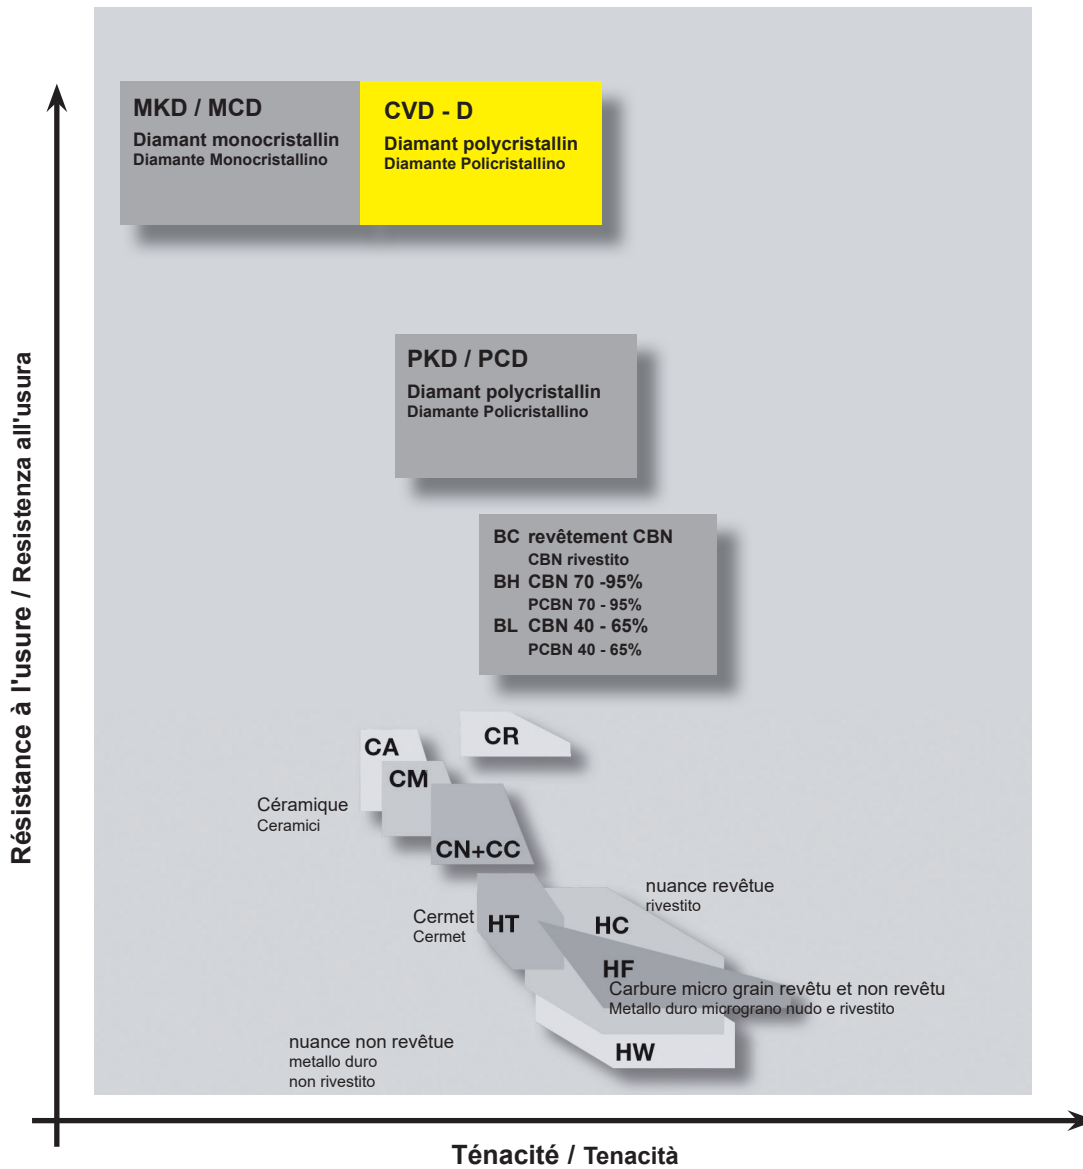 MKD / MCD
Diamant monocristallin
Diamante Monocristallino
CVD - D
Diamant polycristallin
Diamante Policristallino
PKD / PCD
Diamant polycristallin
Diamante Policristallino
BC revêtement CBN
CBN rivestito
BH CBN 70 -95%
PCBN 70 - 95%
BL CBN 40 - 65%
PCBN 40 - 65%
CR
CA
CM
Céramique
Ceramici
CN+CC
nuance revêtue
rivestito
Cermet
Cermet
HT
HC
HF
Carbure micro grain revêtu et non revêtu
Metallo duro micrograno nudo e rivestito
nuance non revêtue
metallo duro
non rivestito
HW
Résistance à l'usure / Resistenza all'usura
Ténacité / Tenacità